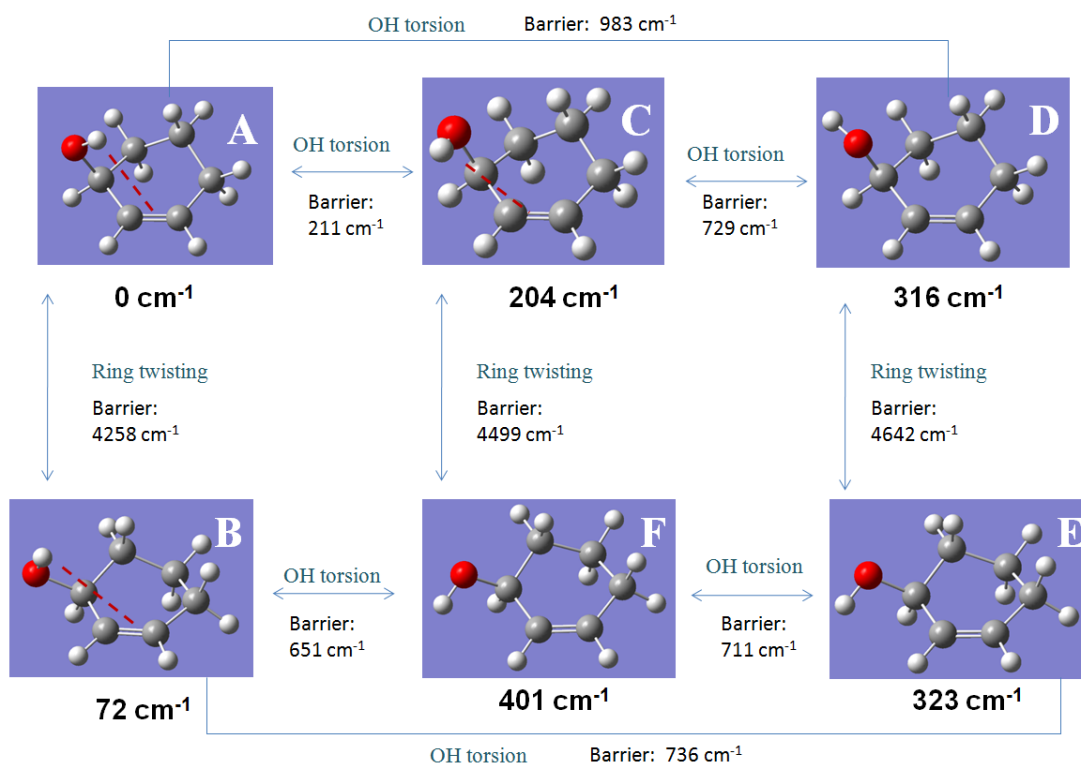 OH torsion Barrier: 983 cm-1
A
C
D
OH torsion
Barrier:
211 cm-1
OH torsion
Barrier:
729 cm-1
0 cm-1
204 cm-1
316 cm-1
Ring twisting
Barrier:
4258 cm-1
Ring twisting
Barrier:
4499 cm-1
Ring twisting
Barrier:
4642 cm-1
B
F
E
OH torsion
Barrier:
651 cm-1
OH torsion
Barrier:
711 cm-1
72 cm-1
401 cm-1
323 cm-1
OH torsion Barrier: 736 cm-1